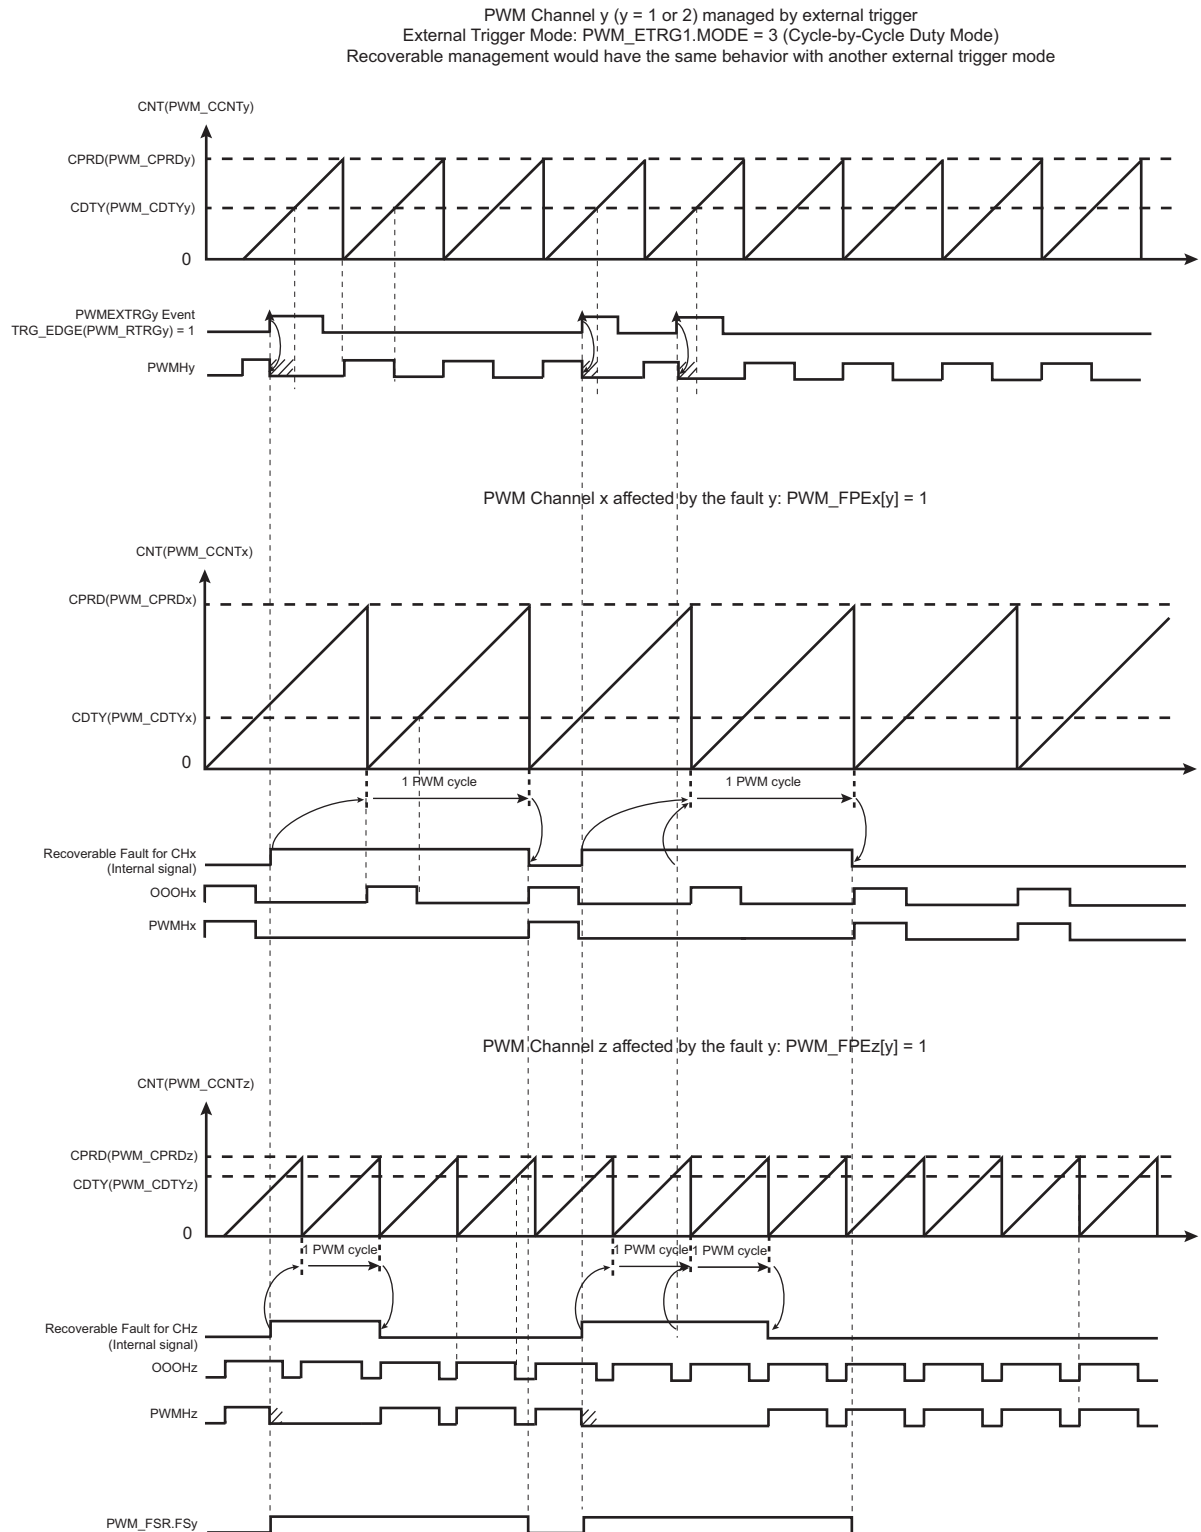 PWM Channel y (y = 1 or 2) managed by external trigger
External Trigger Mode: PWM_ETRG1.MODE = 3 (Cycle-by-Cycle Duty Mode)
Recoverable management would have the same behavior with another external trigger mode
CNT(PWM_CCNTy)
CPRD(PWM_CPRDy)
CDTY(PWM_CDTYy)
0
PWMEXTRGy Event
TRG_EDGE(PWM_RTRGy) = 1
PWMHy
PWM Channel x affected by the fault y: PWM_FPEx[y] = 1
CNT(PWM_CCNTx)
CPRD(PWM_CPRDx)
CDTY(PWM_CDTYx)
0
1 PWM cycle
1 PWM cycle
Recoverable Fault for CHx
(Internal signal)
OOOHx
PWMHx
PWM Channel z affected by the fault y: PWM_FPEz[y] = 1
CNT(PWM_CCNTz)
CPRD(PWM_CPRDz)
CDTY(PWM_CDTYz)
0
1 PWM cycle
1 PWM cycle
1 PWM cycle
Recoverable Fault for CHz
(Internal signal)
OOOHz
PWMHz
PWM_FSR.FSy